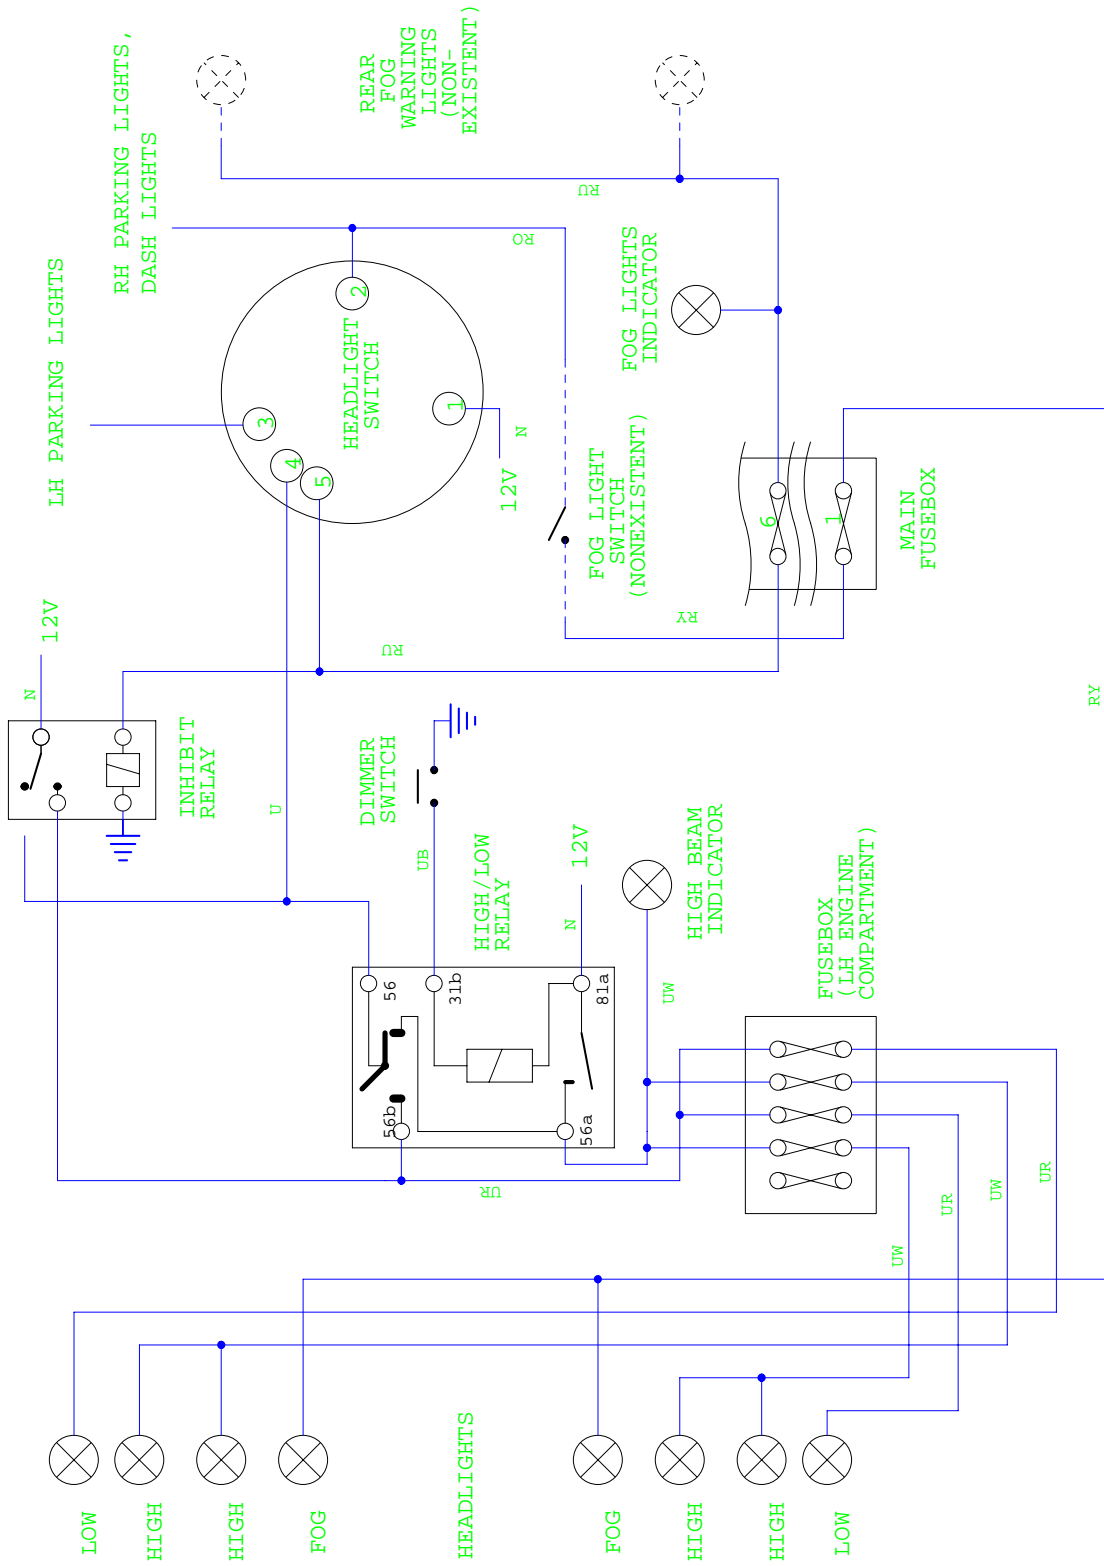 LOW
HIGH
HIGH
FOG
HEADLIGHTS
FOG
HIGH
HIGH
LOW
UW
UR
UW
UR
UR
56b
56a
56
31b
81a
HIGH/LOW
RELAY
N
12V
UW
HIGH BEAM
INDICATOR
FUSEBOX
(LH ENGINE
COMPARTMENT)
UB
DIMMER
SWITCH
U
INHIBIT
RELAY
N
12V
RU
RY
RY
LH PARKING LIGHTS
RH PARKING LIGHTS,
DASH LIGHTS
3
4
5
HEADLIGHT
SWITCH
2
1
N
12V
FOG LIGHT
SWITCH
(NONEXISTENT)
6
1
MAIN
FUSEBOX
FOG LIGHTS
INDICATOR
RO
RU
REAR
FOG
WARNING
LIGHTS
(NON-
EXISTENT)